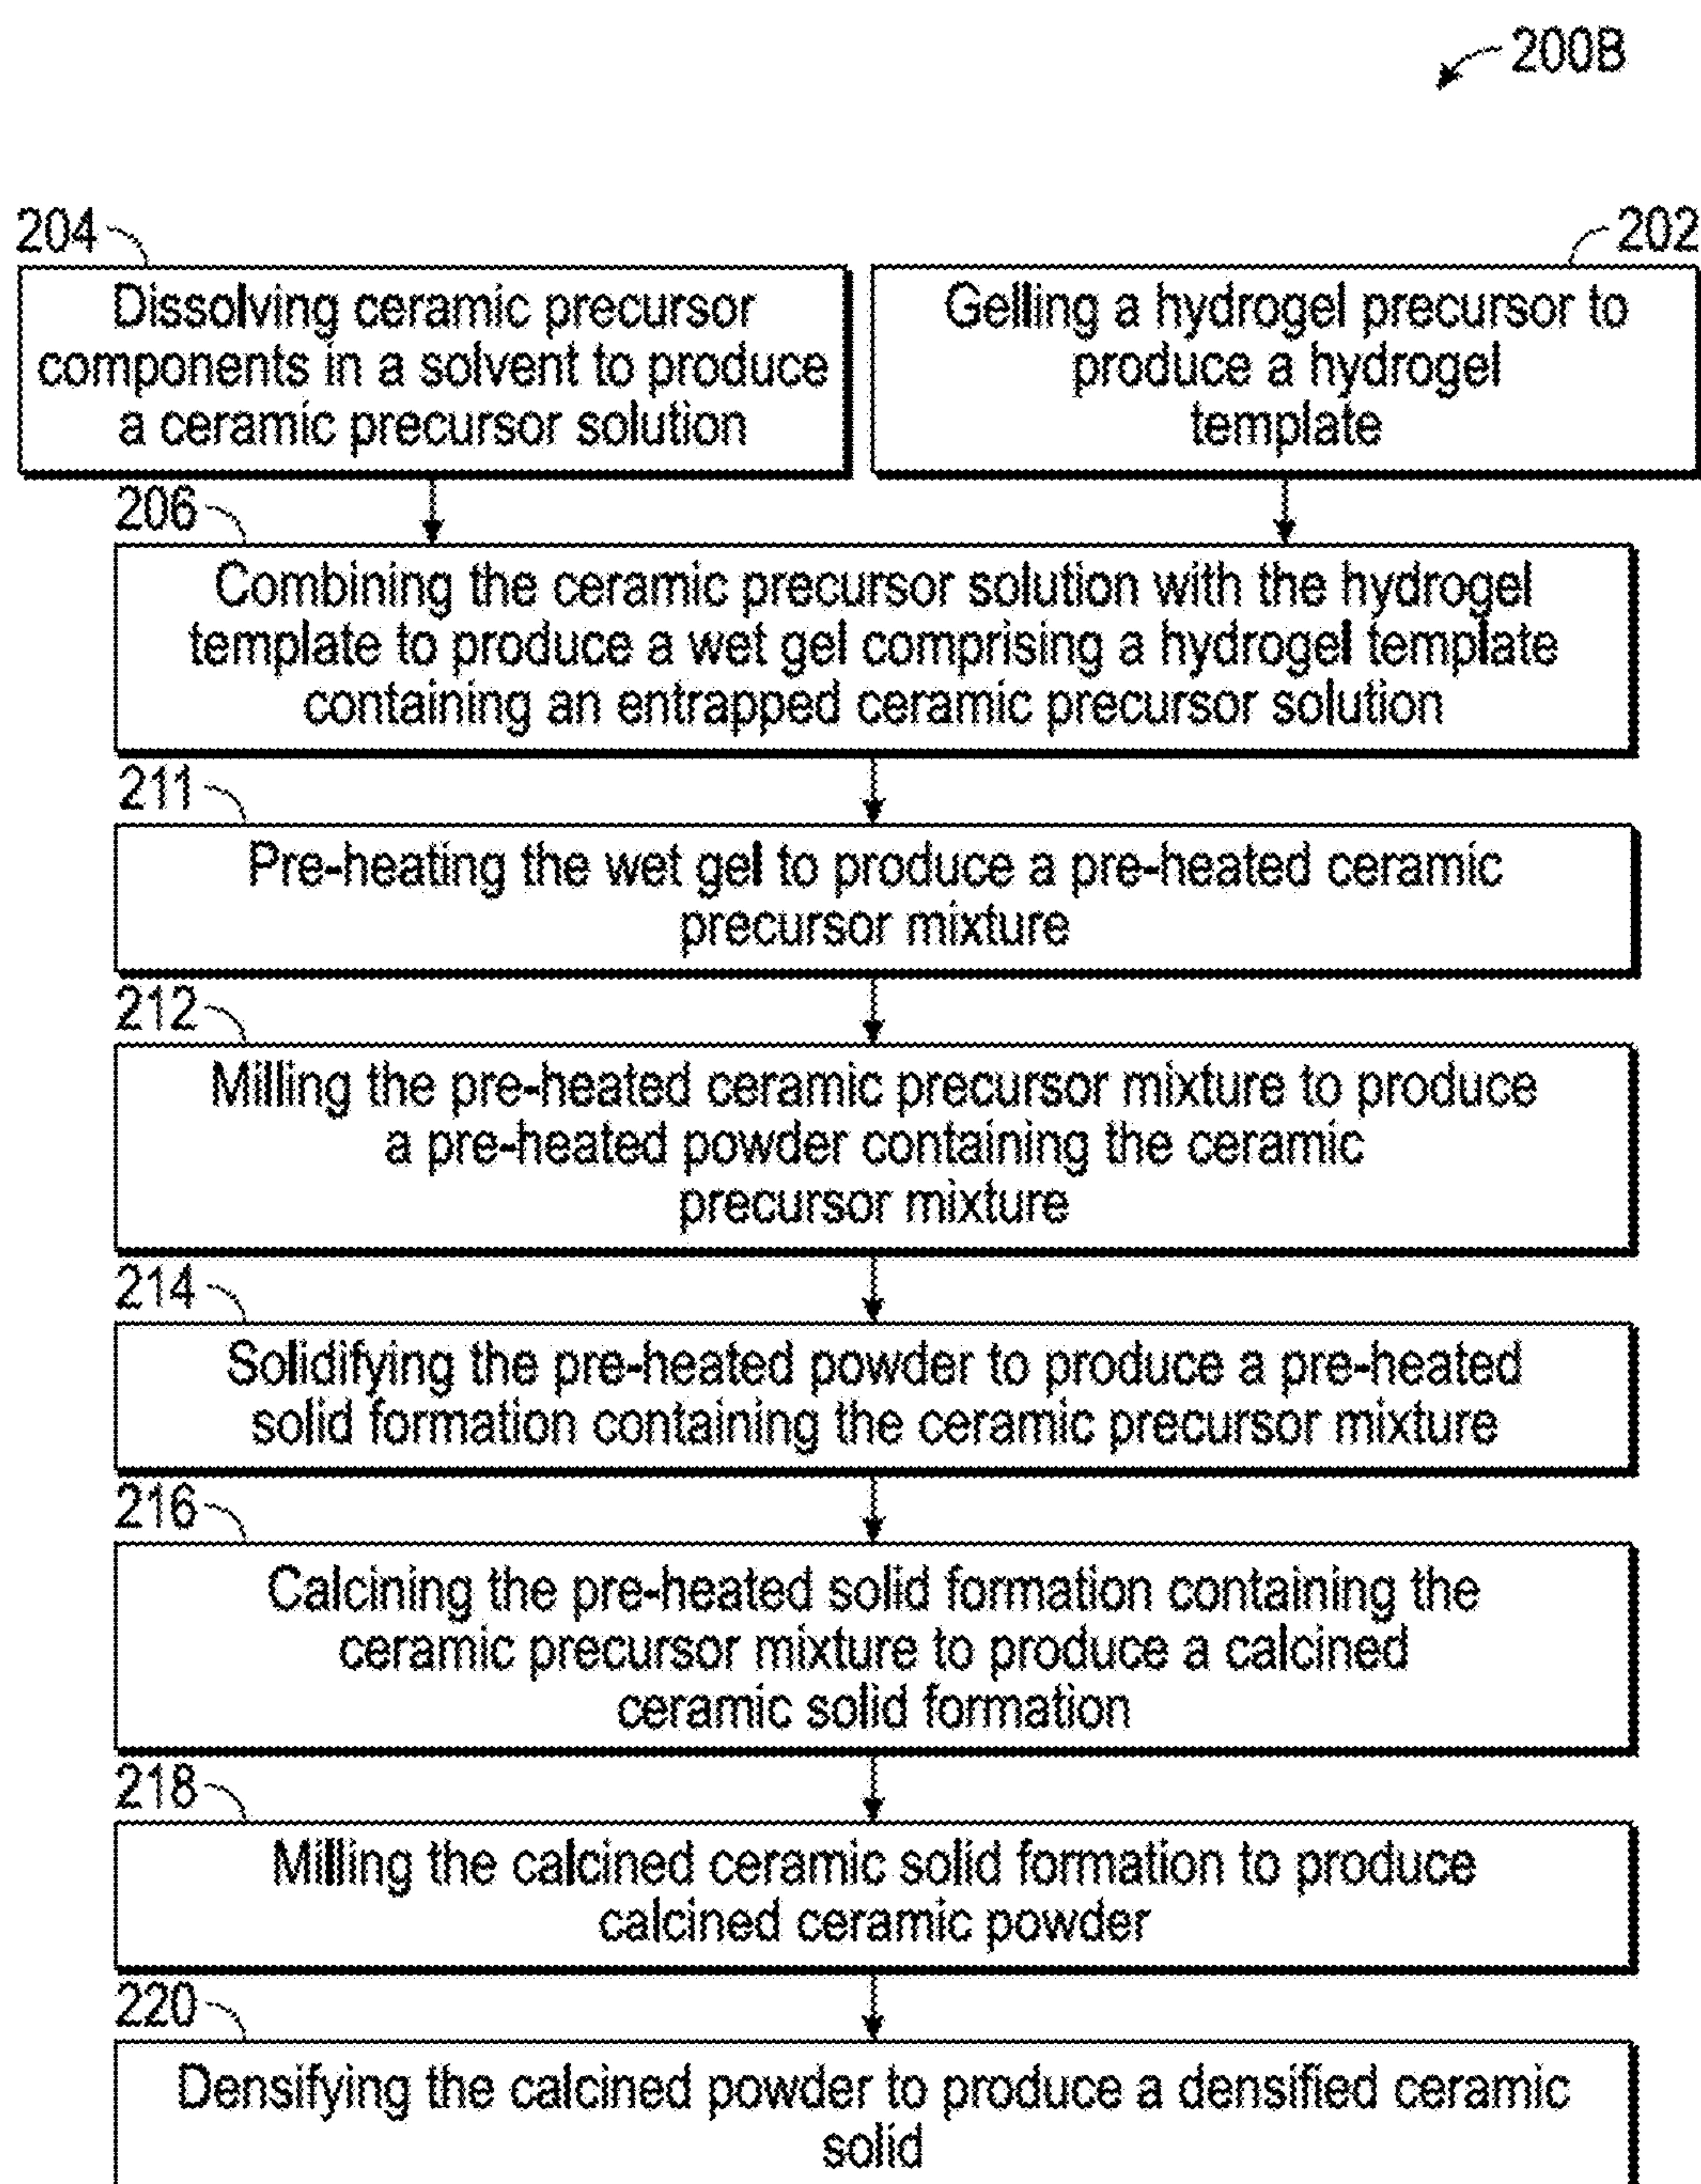 200B
204
Dissolving ceramic precursor
components in a solvent to produce
a ceramic precursor solution
202
Gelling a hydrogel precursor to
produce a hydrogel
template
206
Combining the ceramic precursor solution with the hydrogel
template to produce a wet gel comprising a hydrogel template
containing an entrapped ceramic precursor solution
211
Pre-heating the wet gel to produce a pre-heated ceramic
precursor mixture
212
Milling the pre-heated ceramic precursor mixture to produce
a pre-heated powder containing the ceramic
precursor mixture
214
Solidifying the pre-heated powder to produce a pre-heated
solid formation containing the ceramic precursor mixture
216
Calcining the pre-heated solid formation containing the
ceramic precursor mixture to produce a calcined
ceramic solid formation
218
Milling the calcined ceramic solid formation to produce
calcined ceramic powder
220
Densifying the calcined powder to produce a densified ceramic
solid